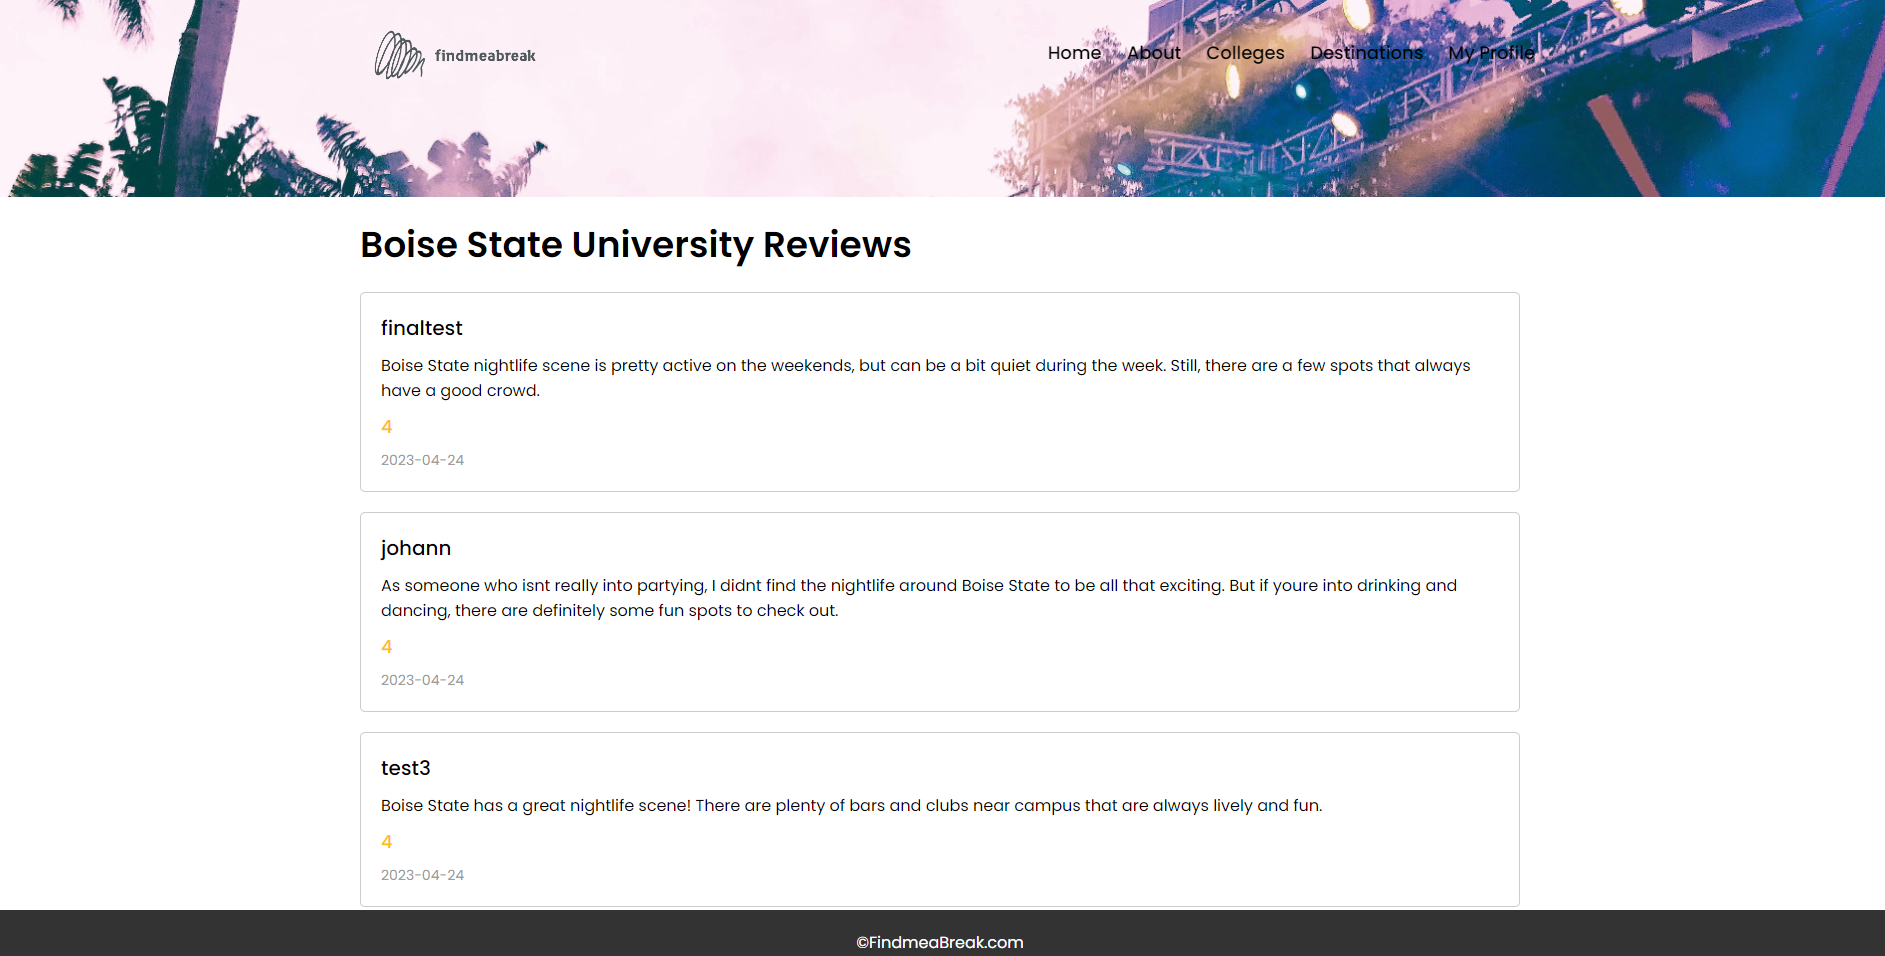 findmeabreak
Home About Colleges Destinations My Profile
Boise State University Reviews
finaltest
Boise State nightlife scene is pretty active on the weekends, but can be a bit quiet during the week. Still, there are a few spots that always
have a good crowd.
4
2023-04-24
johann
As someone who isnt really into partying, I didnt find the nightlife around Boise State to be all that exciting. But if youre into drinking and
dancing, there are definitely some fun spots to check out.
4
2023-04-24
test3
Boise State has a great nightlife scene! There are plenty of bars and clubs near campus that are always lively and fun.
4
2023-04-24
©FindmeaBreak.com